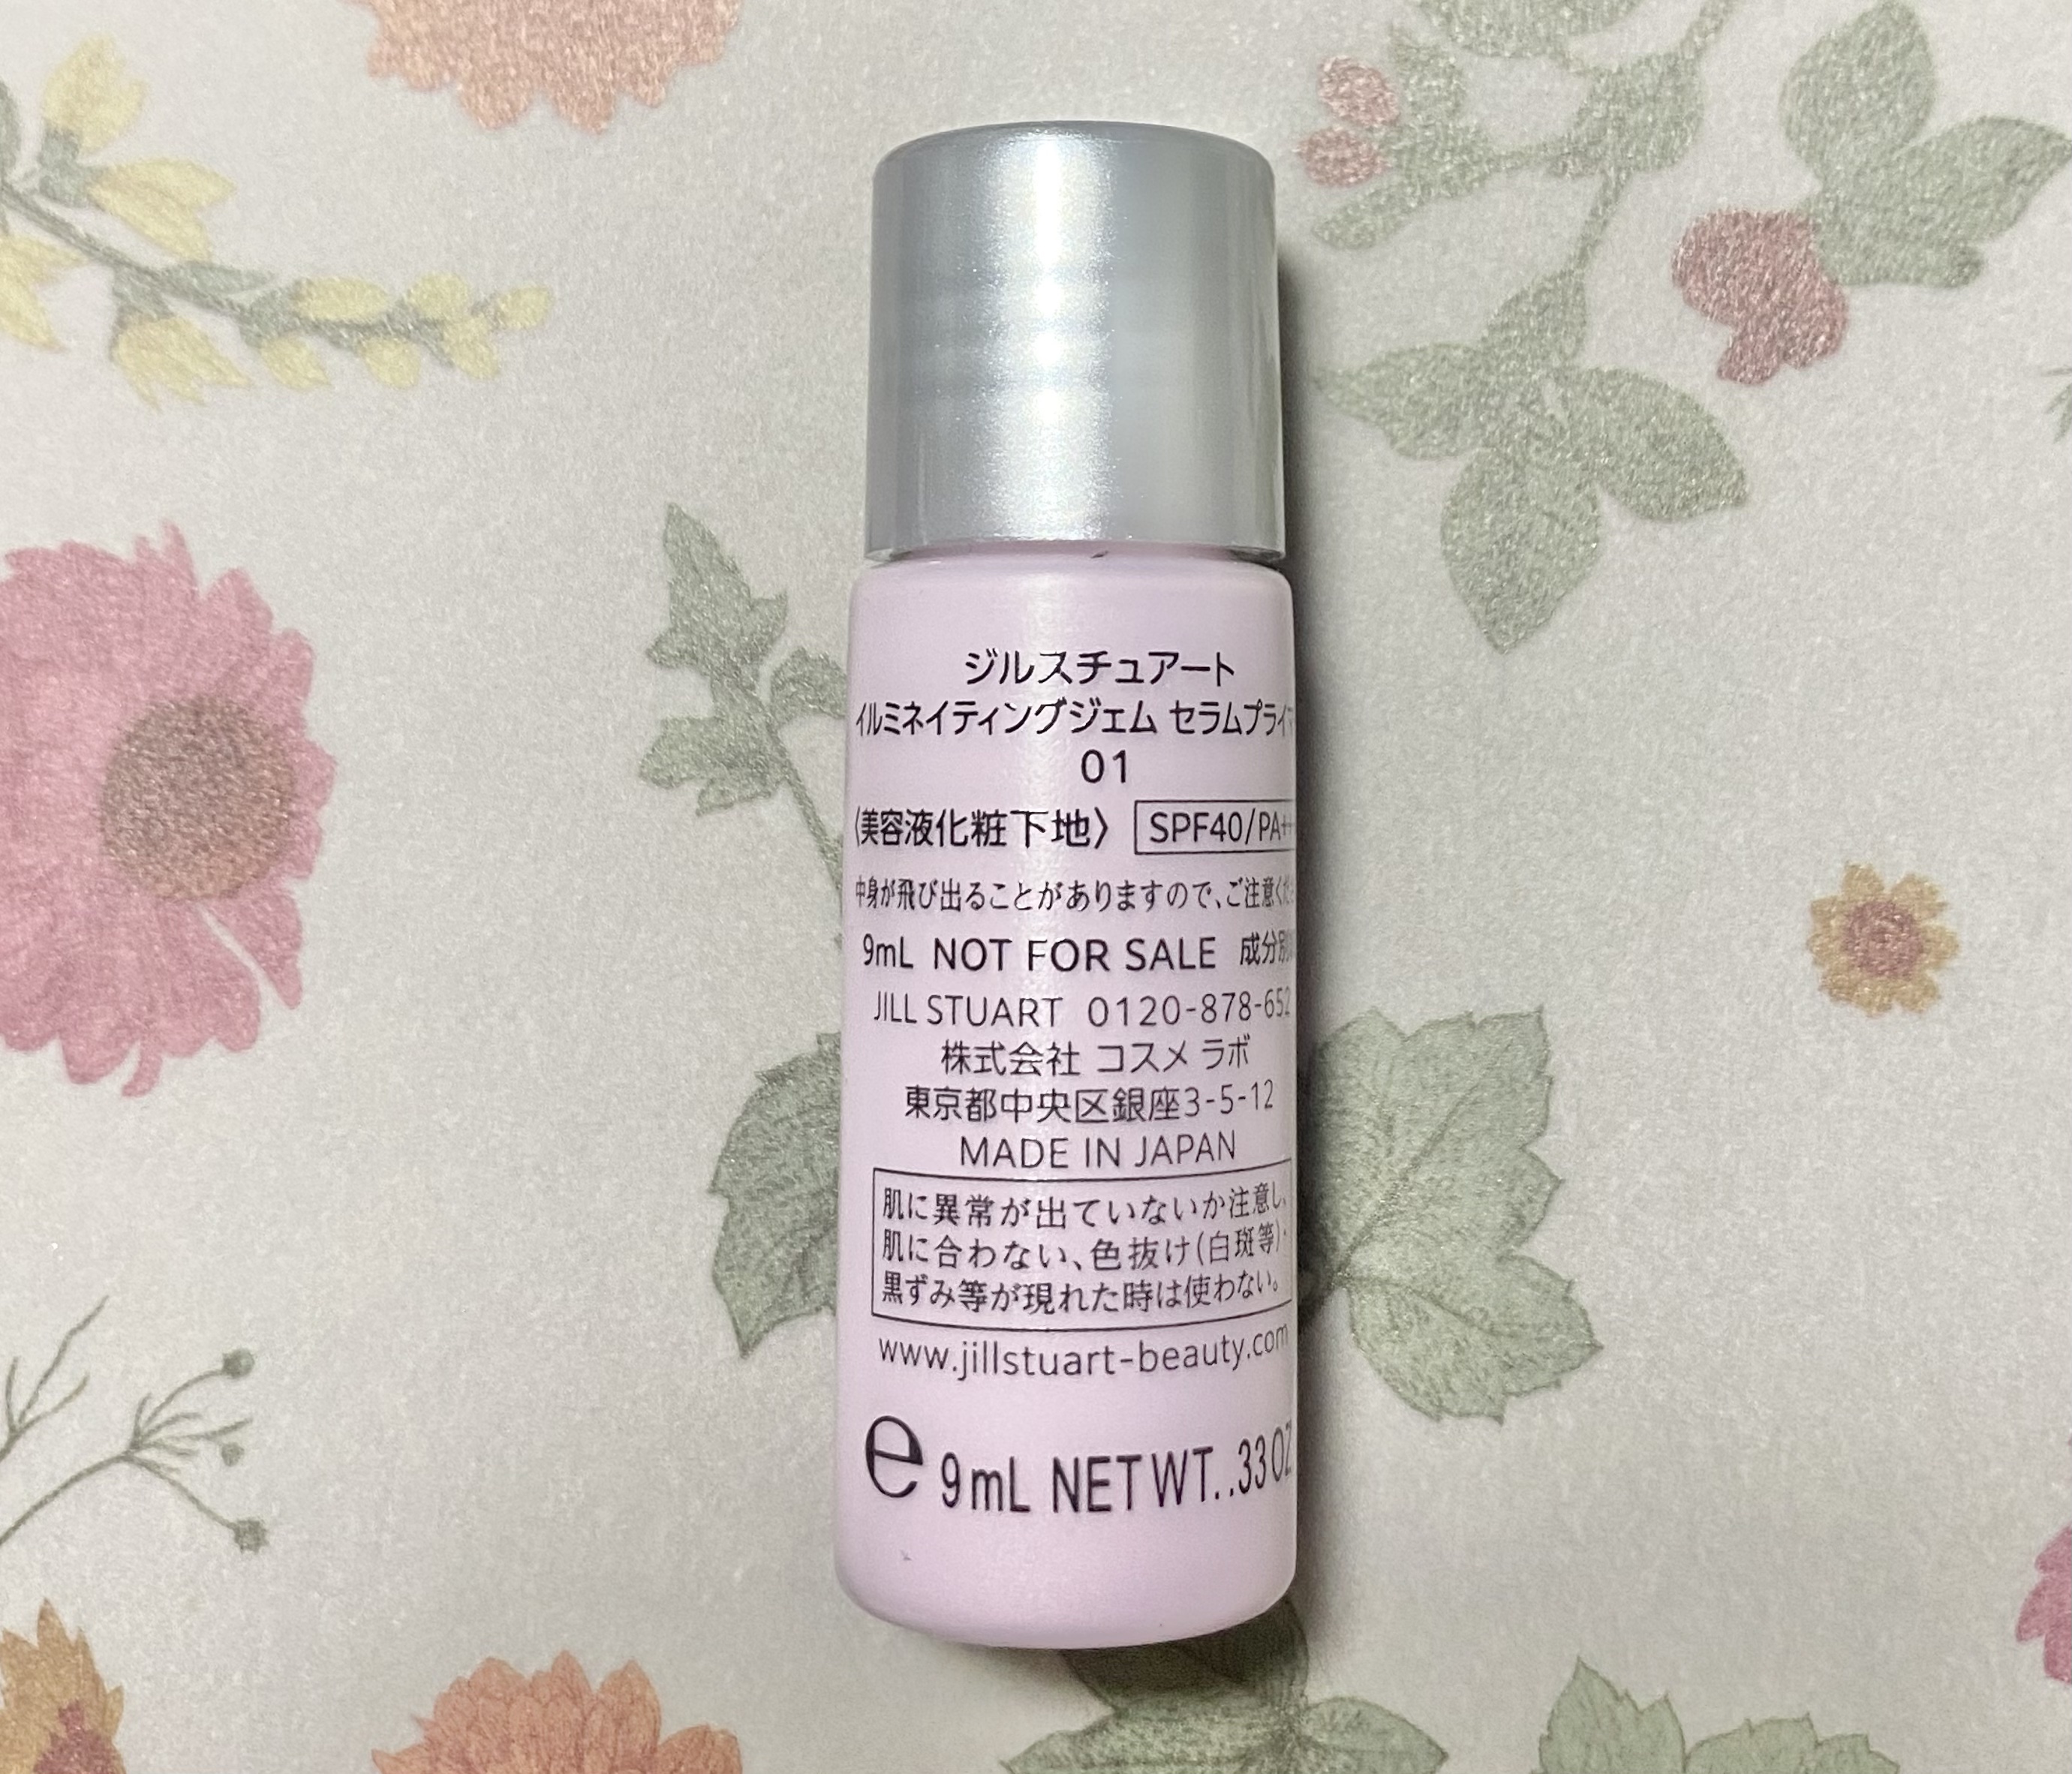 ジルスチュアート
イルミネイティングジェム セラムプライ
01
〈美容液化粧下地〉 SPF40/PA++
中身が飛び出ることがありますので、ご注意くだ
9mL NOT FOR SALE 成分別
JILL STUART 0120-878-652
株式会社 コスメ ラボ
東京都中央区銀座3-5-12
MADE IN JAPAN
肌に異常が出ていないか注意し、
肌に合わない、色抜け(白斑等)・
黒ずみ等が現れた時は使わない。
www.jillstuart-beauty.com
e 9mL NET WT. .33 OZ